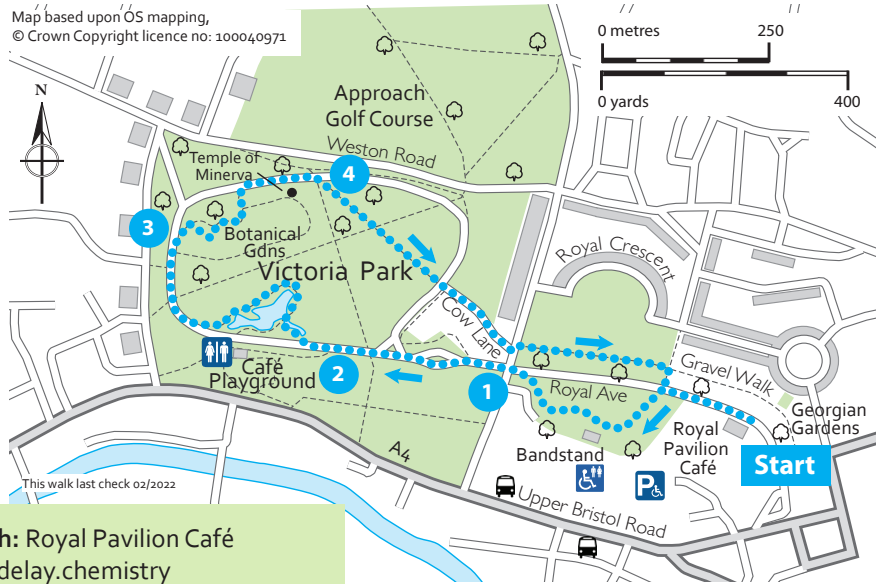 Map based upon OS mapping,
© Crown Copyright licence no: 100040971
0 metres 250
0 yards 400
N
Approach
Golf Course
Weston Road
Temple of
Minerva
4
3
Botanical
Gdns
Victoria Park
Royal Crescent
Cow Lane
Café
Playground
2
1
Royal Ave
Gravel Walk
Georgian
Gardens
Royal
Pavilion
Café
Bandstand
Start
P
A4
Upper Bristol Road
This walk last check 02/2022
h: Royal Pavilion Café
delay.chemistry